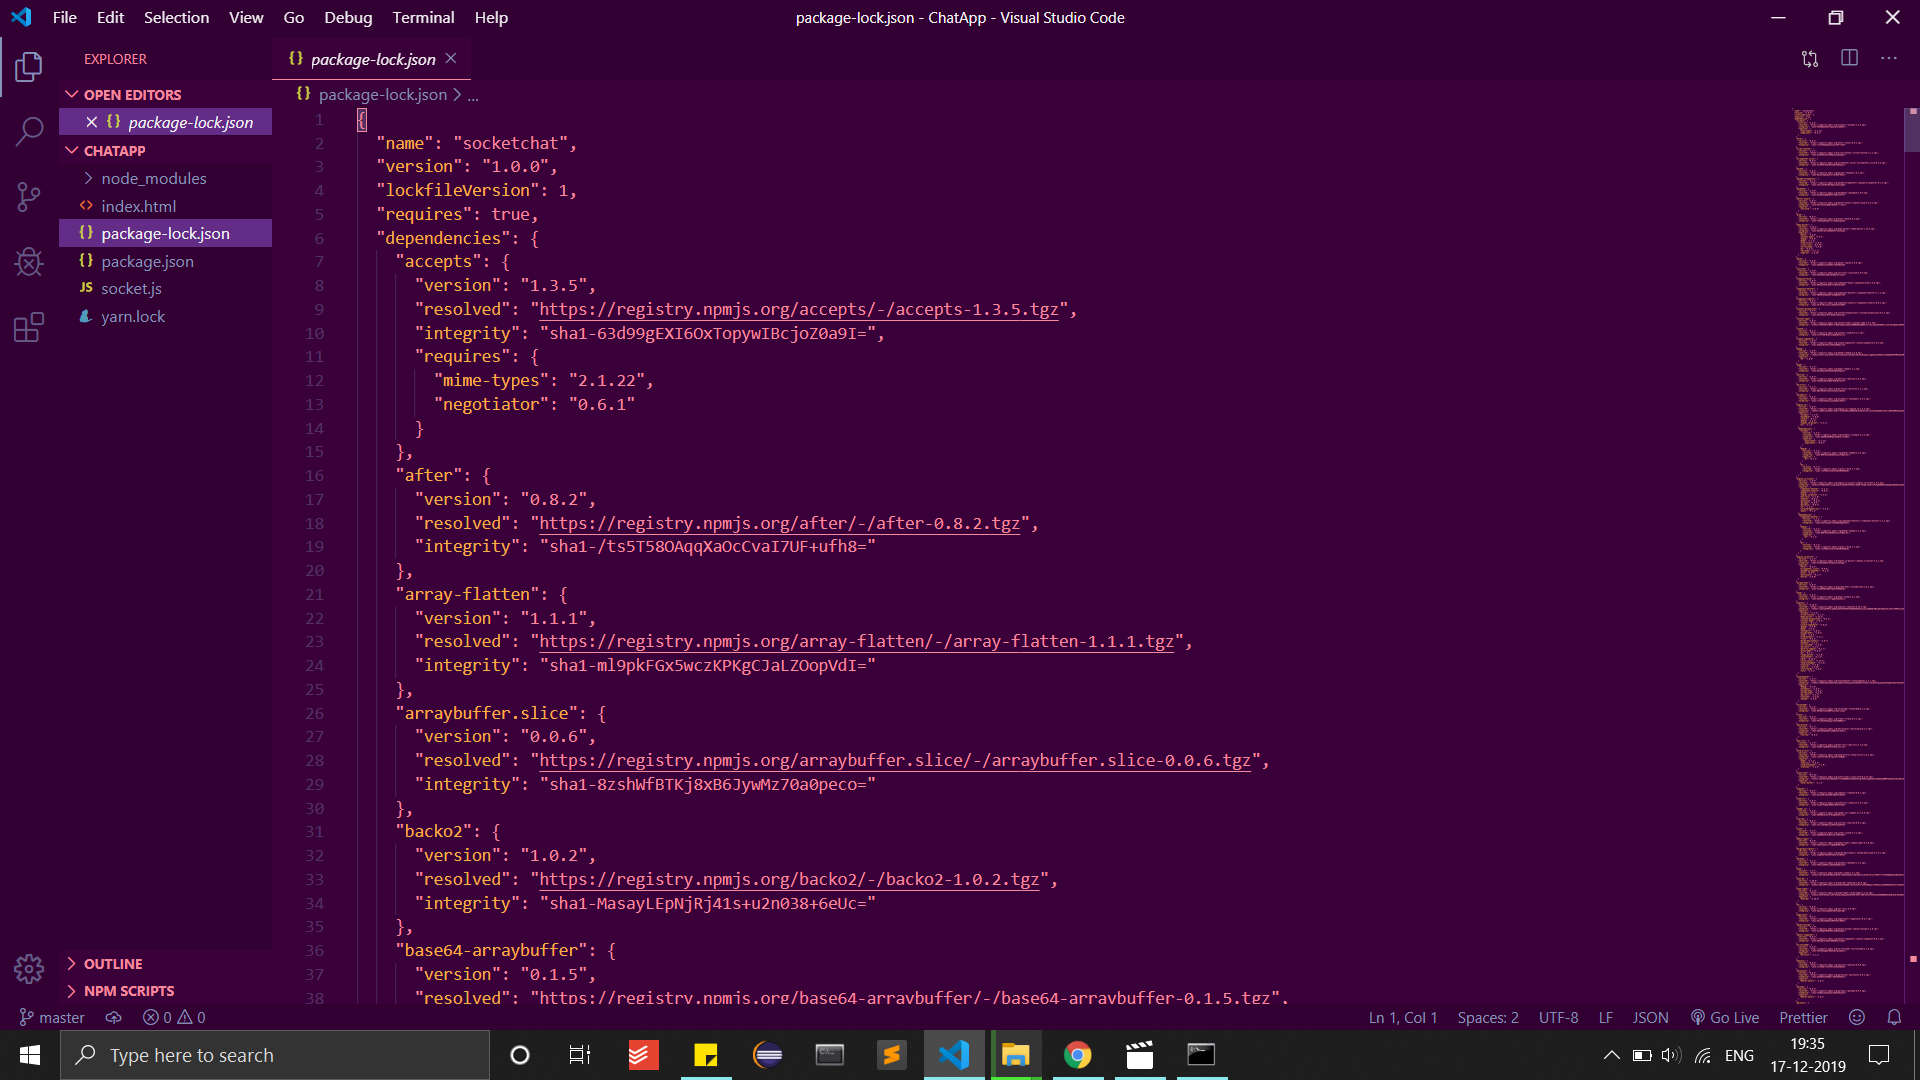 File Edit Selection View Go Debug Terminal Help
package-lock.json - ChatApp - Visual Studio Code
EXPLORER
OPEN EDITORS
package-lock.json
CHATAPP
node_modules
index.html
package-lock.json
package.json
JS socket.js
yarn.lock
OUTLINE
NPM SCRIPTS
{} package-lock.json
{} package-lock.json > ...
1 {
2 "name": "socketchat",
3 "version": "1.0.0",
4 "lockfileVersion": 1,
5 "requires": true,
6 "dependencies": {
7 "accepts": {
8 "version": "1.3.5",
9 "resolved": "https://registry.npmjs.org/accepts/-/accepts-1.3.5.tgz",
10 "integrity": "sha1-63d99gEXI6OxTopywIBcjoZ0a9I=",
11 "requires": {
12 "mime-types": "2.1.22",
13 "negotiator": "0.6.1"
14 }
15 },
16 "after": {
17 "version": "0.8.2",
18 "resolved": "https://registry.npmjs.org/after/-/after-0.8.2.tgz",
19 "integrity": "sha1-/ts5T58OAqqXaOcCvaI7UF+ufh8="
20 },
21 "array-flatten": {
22 "version": "1.1.1",
23 "resolved": "https://registry.npmjs.org/array-flatten/-/array-flatten-1.1.1.tgz",
24 "integrity": "sha1-ml9pkFGx5wczKPKgCJaLZOopVdI="
25 },
26 "arraybuffer.slice": {
27 "version": "0.0.6",
28 "resolved": "https://registry.npmjs.org/arraybuffer.slice/-/arraybuffer.slice-0.0.6.tgz",
29 "integrity": "sha1-8zshWfBTKj8xB6JywMz70a0peco="
30 },
31 "backo2": {
32 "version": "1.0.2",
33 "resolved": "https://registry.npmjs.org/backo2/-/backo2-1.0.2.tgz",
34 "integrity": "sha1-MasayLEpNjRj41s+u2n038+6eUc="
35 },
36 "base64-arraybuffer": {
37 "version": "0.1.5",
38 "resolved": "https://registry.npmjs.org/base64-arraybuffer/-/base64-arraybuffer-0.1.5.tgz",
master 0 0 Ln 1, Col 1 Spaces: 2 UTF-8 LF JSON Go Live Prettier
Type here to search
ENG
19:35
17-12-2019